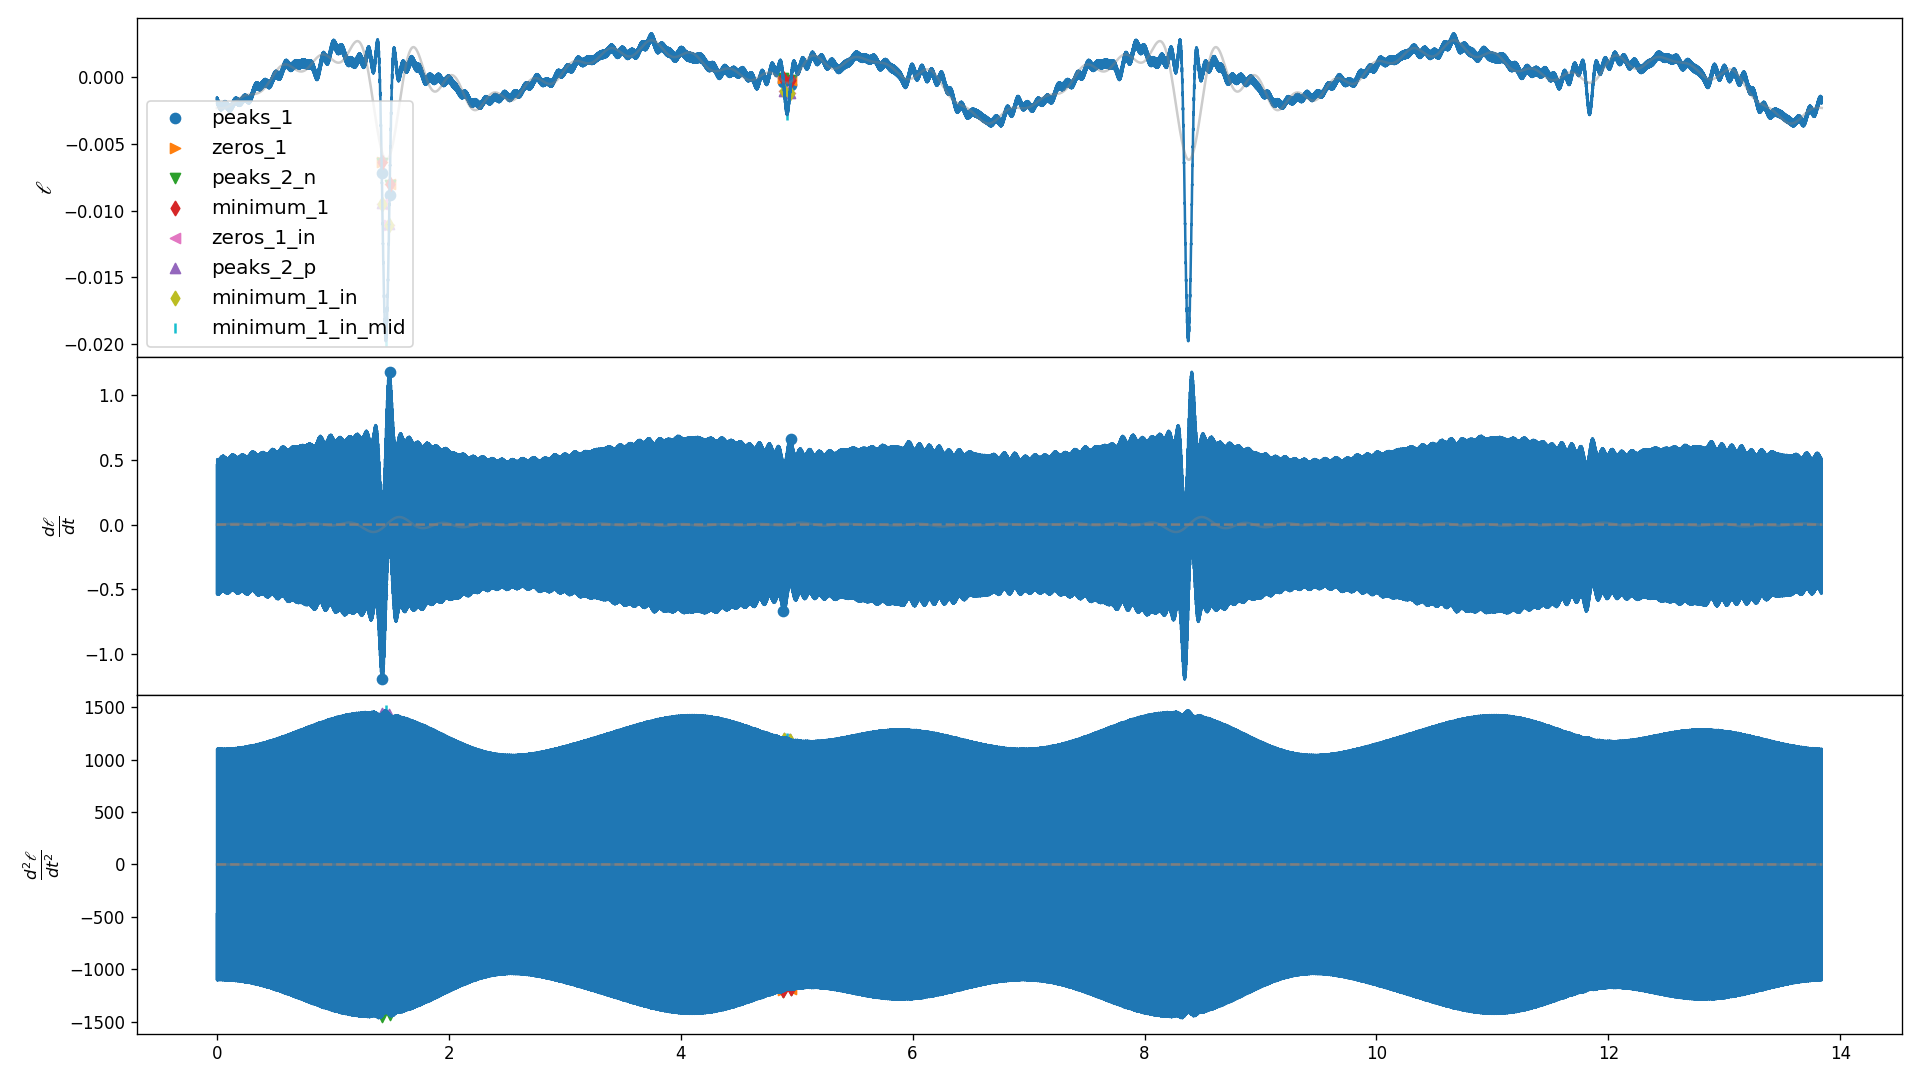 0.000
−0.005
−0.010
−0.015
−0.020
ℓ
peaks_1
zeros_1
peaks_2_n
minimum_1
zeros_1_in
peaks_2_p
minimum_1_in
minimum_1_in_mid
1.0
0.5
0.0
−0.5
−1.0
dℓ/dt
1500
1000
500
0
−500
−1000
−1500
d²ℓ/dt²
0 2 4 6 8 10 12 14